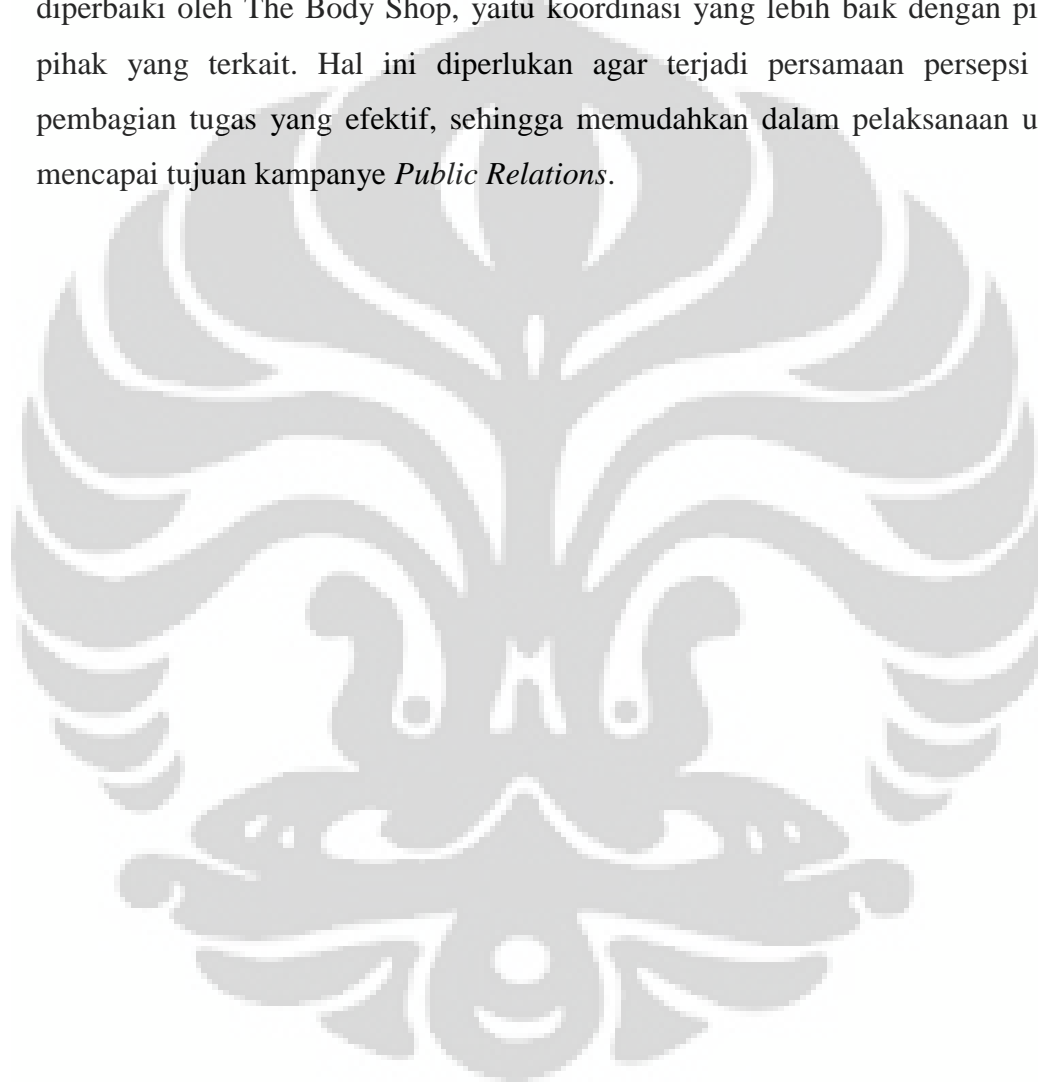 diperbaiki oleh The Body Shop, yaitu koordinasi yang lebih baik dengan pi
pihak yang terkait. Hal ini diperlukan agar terjadi persamaan persepsi
pembagian tugas yang efektif, sehingga memudahkan dalam pelaksanaan u
mencapai tujuan kampanye Public Relations.